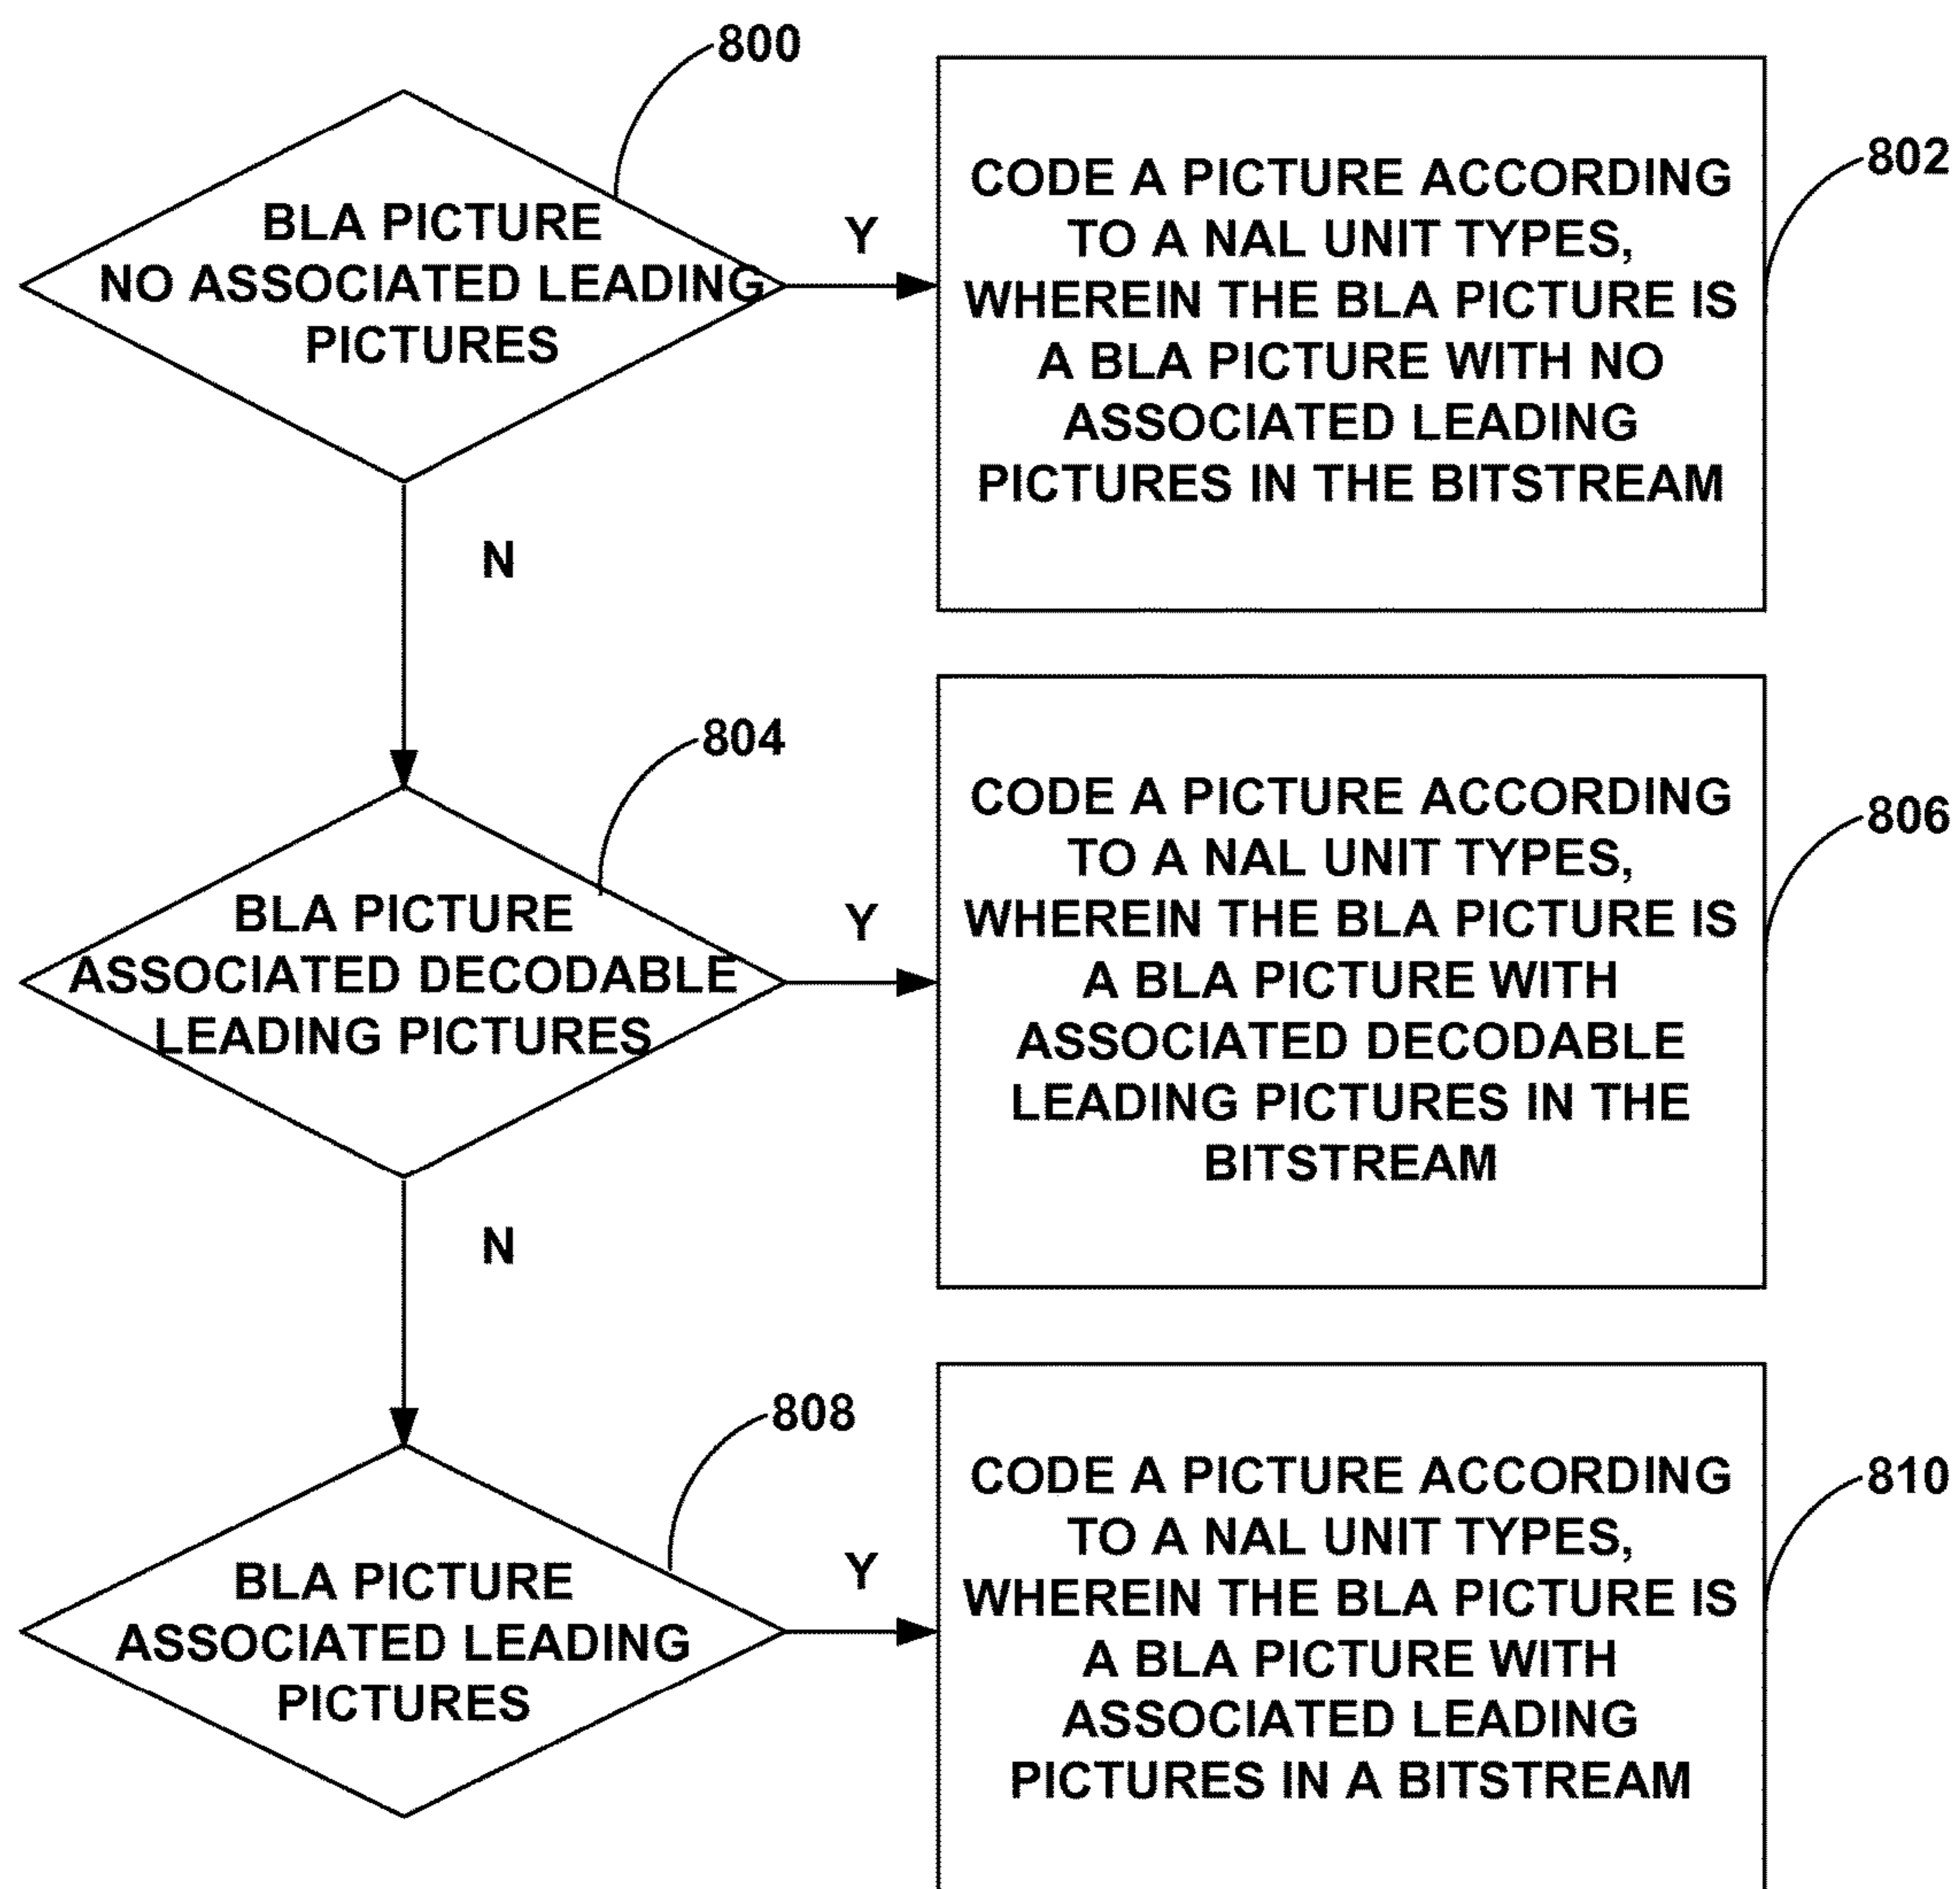 800
BLA PICTURE
NO ASSOCIATED LEADING
PICTURES
Y
CODE A PICTURE ACCORDING
TO A NAL UNIT TYPES,
WHEREIN THE BLA PICTURE IS
A BLA PICTURE WITH NO
ASSOCIATED LEADING
PICTURES IN THE BITSTREAM
802
N
804
BLA PICTURE
ASSOCIATED DECODABLE
LEADING PICTURES
Y
CODE A PICTURE ACCORDING
TO A NAL UNIT TYPES,
WHEREIN THE BLA PICTURE IS
A BLA PICTURE WITH
ASSOCIATED DECODABLE
LEADING PICTURES IN THE
BITSTREAM
806
N
808
BLA PICTURE
ASSOCIATED LEADING
PICTURES
Y
CODE A PICTURE ACCORDING
TO A NAL UNIT TYPES,
WHEREIN THE BLA PICTURE IS
A BLA PICTURE WITH
ASSOCIATED LEADING
PICTURES IN A BITSTREAM
810